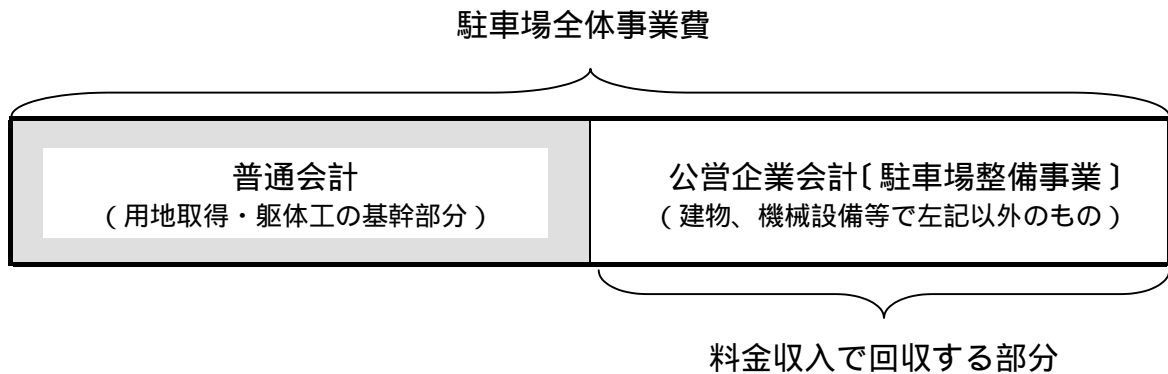 駐車場全体事業費
普通会計
（用地取得・躯体工の基幹部分）
公営企業会計〔駐車場整備事業〕
（建物、機械設備等で左記以外のもの）
料金収入で回収する部分